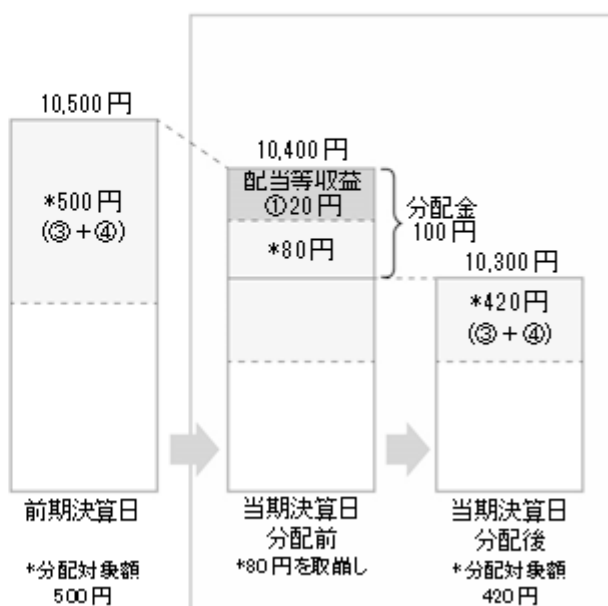 10,500円
*500円
(③+④)
前期決算日
*分配対象額
500円
10,400円
配当等収益
①20円
*80円
分配金
100円
当期決算日
分配前
*80円を取崩し
10,300円
*420円
(③+④)
当期決算日
分配後
*分配対象額
420円